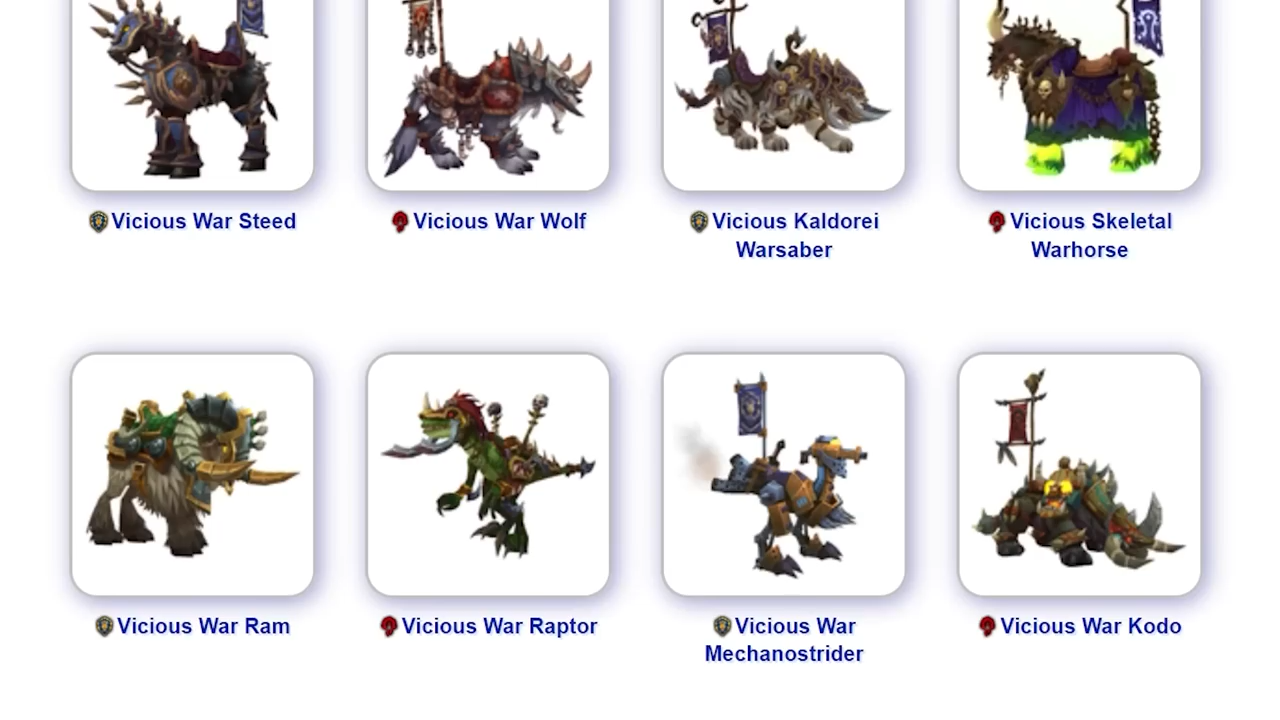 Vicious War Steed
Vicious War Wolf
Vicious Kaldorei
Warsaber
Vicious Skeletal
Warhorse
Vicious War Ram
Vicious War Raptor
Vicious War
Mechanostrider
Vicious War Kodo